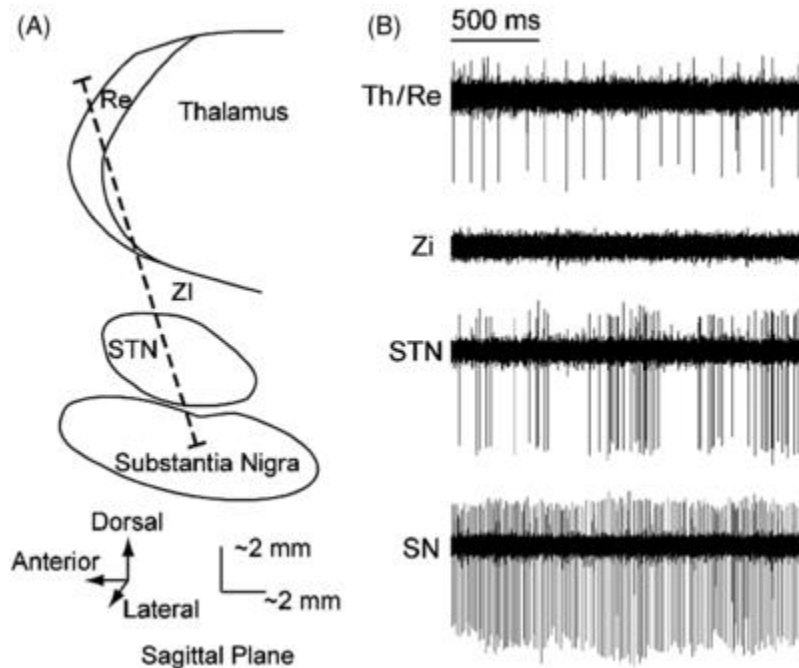 (A)
Re
Thalamus
ZI
STN
Substantia Nigra
Dorsal
Anterior
Lateral
~2 mm
~2 mm
Sagittal Plane
(B)
500 ms
Th/Re
Zi
STN
SN